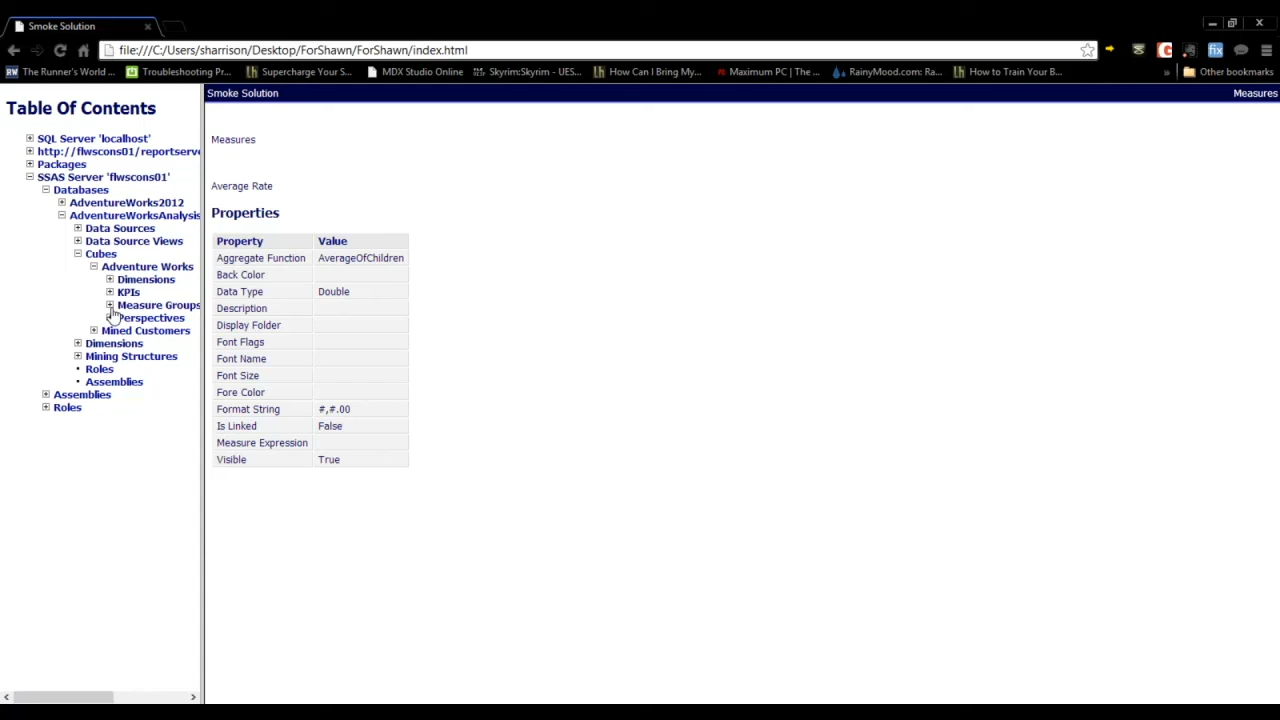 Smoke Solution
file:///C:/Users/sharrison/Desktop/ForShawn/ForShawn/index.html
RW The Runner's World ...
Troubleshooting Pr...
Supercharge Your S...
MDX Studio Online
Skyrim:Skyrim - UES...
How Can I Bring My...
Maximum PC | The ...
RainyMood.com: Ra...
How to Train Your B...
»
Other bookmarks
Table Of Contents
SQL Server 'localhost'
http://flwscons01/reportserve
Packages
SSAS Server 'flwscons01'
Databases
AdventureWorks2012
AdventureWorksAnalysis
Data Sources
Data Source Views
Cubes
Adventure Works
Dimensions
KPIs
Measure Groups
Perspectives
Mined Customers
Dimensions
Mining Structures
Roles
Assemblies
Assemblies
Roles
Smoke Solution Measures
Measures
Average Rate
Properties
Property Value
Aggregate Function AverageOfChildren
Back Color
Data Type Double
Description
Display Folder
Font Flags
Font Name
Font Size
Fore Color
Format String #,#.00
Is Linked False
Measure Expression
Visible True